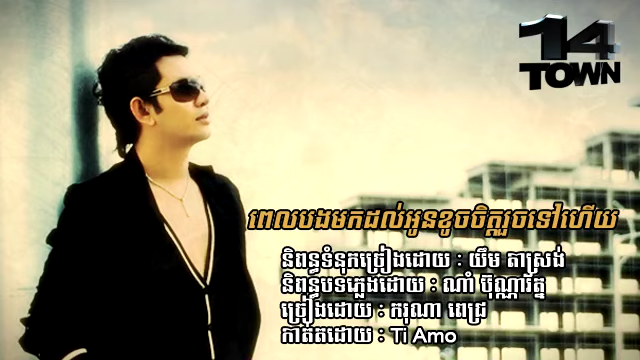 14
TOWN
ពេលបងមកដល់អូនខូចចិត្តរួចទៅហើយ
និពន្ធទំនុកច្រៀងដោយ : យឹម តាស្រង់
និពន្ធបទភ្លេងដោយ : ណាំ ប៊ុណ្ណារ័ត្ន
ច្រៀងដោយ : ករុណា ពេជ្រ
កាត់តដោយ : Ti Amo